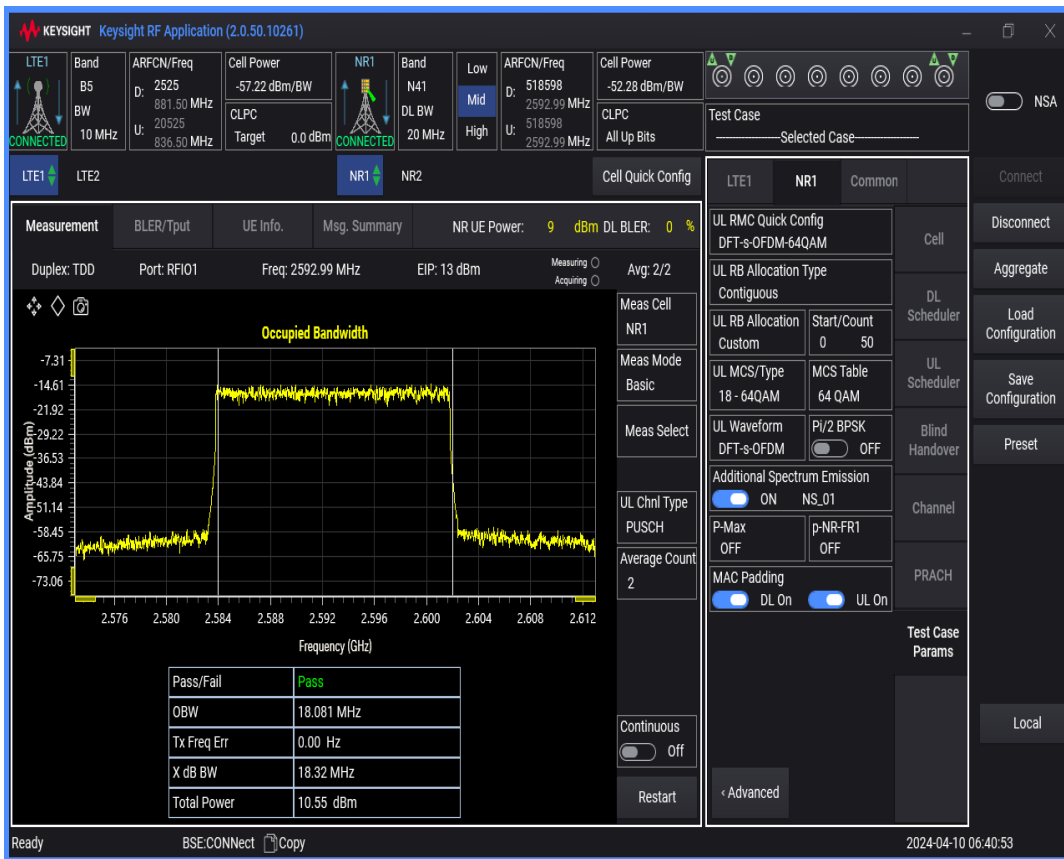 KEYSIGHT Keysight RF Application (2.0.50.10261)
LTE1 Band ARFCN/Freq Cell Power NR1 Band Low ARFCN/Freq Cell Power
B5 D: 2525 -57.22 dBm/BW N41 D: 518598 -52.28 dBm/BW
881.50 MHz Mid 2592.99 MHz
BW U: 20525 CLPC DL BW High U: 518598 CLPC
CONNECTED 10 MHz 836.50 MHz Target 0.0 dBm CONNECTED 20 MHz 2592.99 MHz All Up Bits
Test Case
-----------------Selected Case-----------------
NSA
LTE1 LTE2 NR1 NR2 Cell Quick Config
Measurement BLER/Tput UE Info. Msg. Summary NR UE Power: 9 dBm DL BLER: 0 %
Duplex: TDD Port: RFIO1 Freq: 2592.99 MHz EIP: 13 dBm Measuring Avg: 2/2
Acquiring
Occupied Bandwidth
Amplitude (dBm)
-7.31
-14.61
-21.92
-29.22
-36.53
-43.84
-51.14
-58.45
-65.75
-73.06
2.576 2.580 2.584 2.588 2.592 2.596 2.600 2.604 2.608 2.612
Frequency (GHz)
Pass/Fail Pass
OBW 18.081 MHz
Tx Freq Err 0.00 Hz
X dB BW 18.32 MHz
Total Power 10.55 dBm
Meas Cell
NR1
Meas Mode
Basic
Meas Select
UL Chnl Type
PUSCH
Average Count
2
Continuous
Off
Restart
LTE1 NR1 Common
UL RMC Quick Config
DFT-s-OFDM-64QAM
UL RB Allocation Type
Contiguous
UL RB Allocation Start/Count
Custom 0 50
UL MCS/Type MCS Table
18 - 64QAM 64 QAM
UL Waveform Pi/2 BPSK
DFT-s-OFDM OFF
Additional Spectrum Emission
ON NS_01
P-Max p-NR-FR1
OFF OFF
MAC Padding
DL On UL On
‹ Advanced
Cell
DL
Scheduler
UL
Scheduler
Blind
Handover
Channel
PRACH
Test Case
Params
Connect
Disconnect
Aggregate
Load
Configuration
Save
Configuration
Preset
Local
Ready BSE:CONNect Copy 2024-04-10 06:40:53